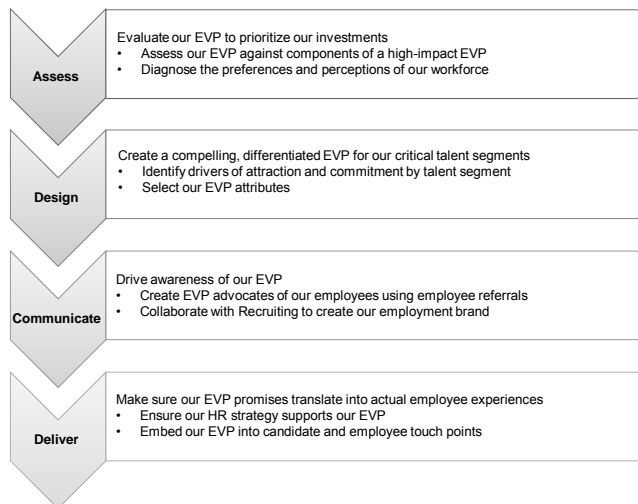 Assess
Evaluate our EVP to prioritize our investments
• Assess our EVP against components of a high-impact EVP
• Diagnose the preferences and perceptions of our workforce
Design
Create a compelling, differentiated EVP for our critical talent segments
• Identify drivers of attraction and commitment by talent segment
• Select our EVP attributes
Communicate
Drive awareness of our EVP
• Create EVP advocates of our employees using employee referrals
• Collaborate with Recruiting to create our employment brand
Deliver
Make sure our EVP promises translate into actual employee experiences
• Ensure our HR strategy supports our EVP
• Embed our EVP into candidate and employee touch points